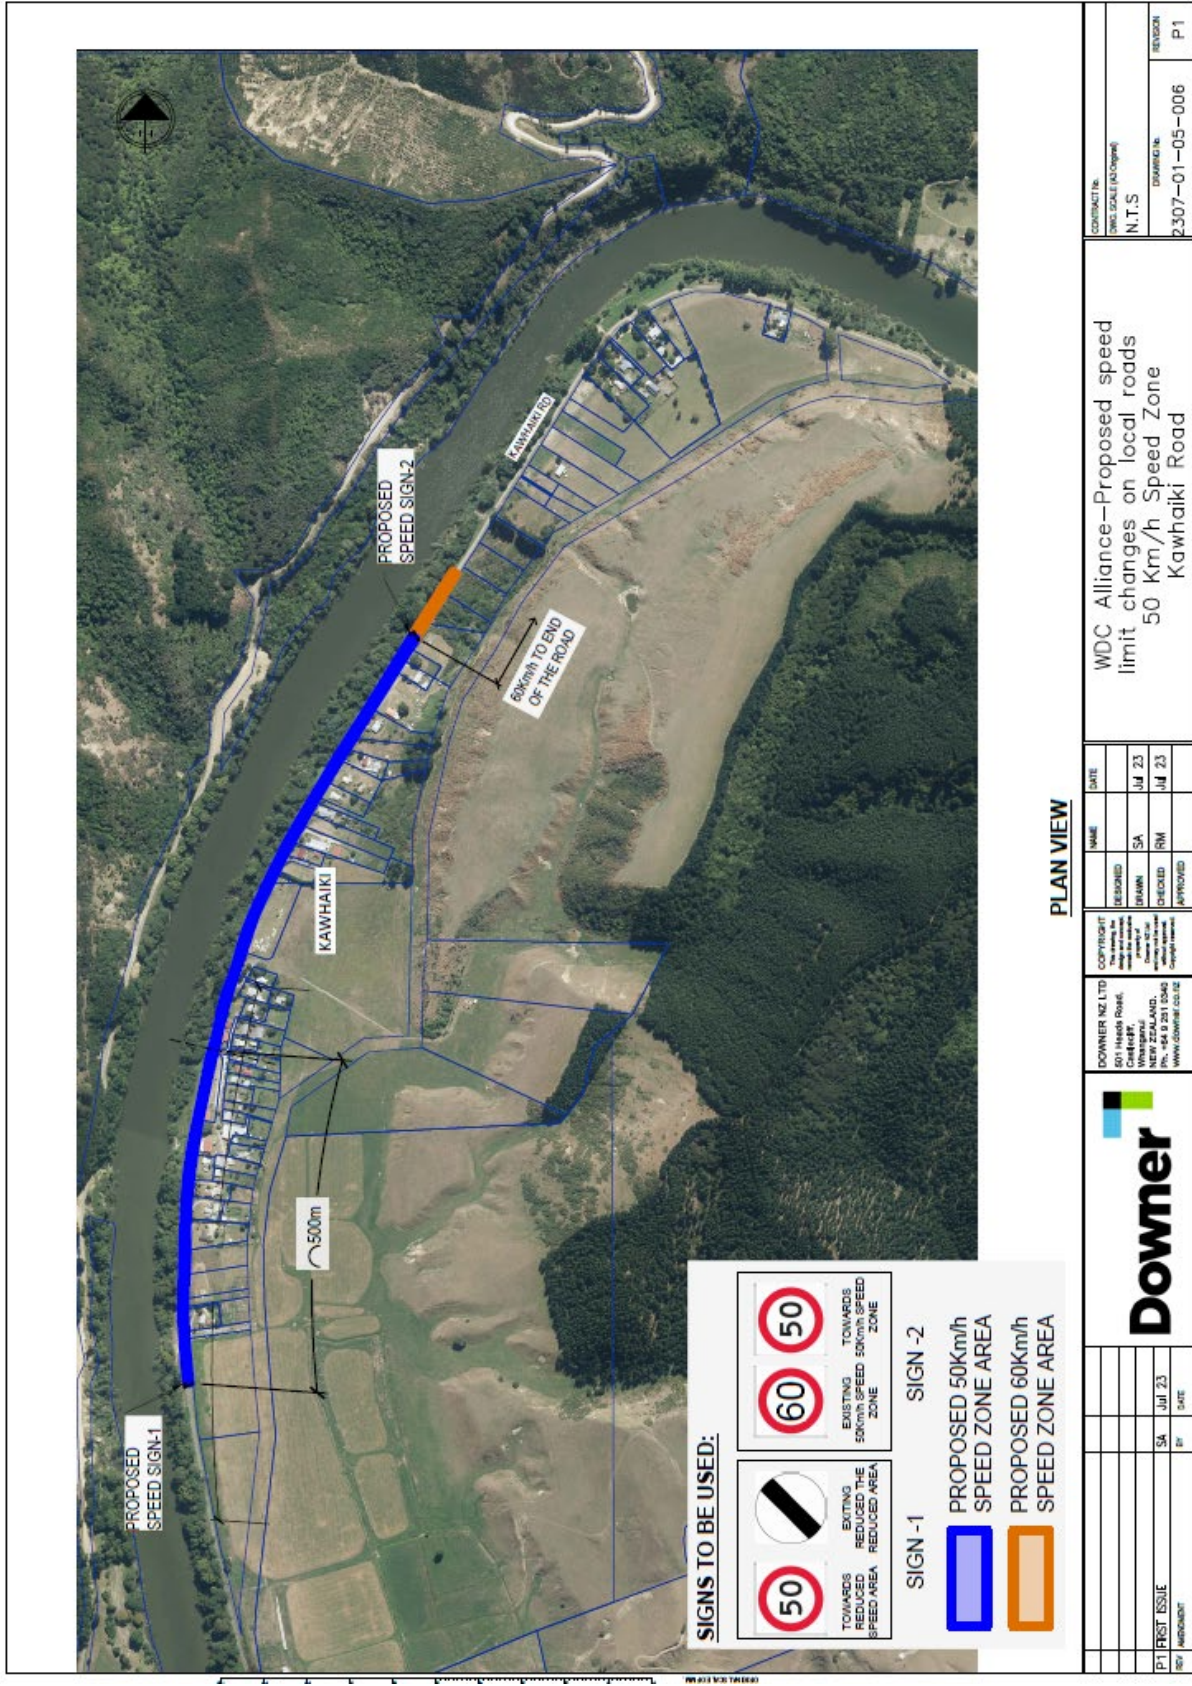 PROPOSED
SPEED SIGN-1
500m
KAWHAIKI
PROPOSED
SPEED SIGN-2
60Km/h TO END
OF THE ROAD
KAWHAIKI RD
SIGNS TO BE USED:
50
TOWARDS
REDUCED
SPEED AREA
EXITING
REDUCED THE
REDUCED AREA
SIGN -1
60
EXISTING
50Km/h SPEED
ZONE
50
TOWARDS
50Km/h SPEED
ZONE
SIGN -2
PROPOSED 50Km/h
SPEED ZONE AREA
PROPOSED 60Km/h
SPEED ZONE AREA
PLAN VIEW
P1 FIRST ISSUE SA Jul 23
REV AMENDMENT BY DATE
Downer
DOWNER NZ LTD
501 Heads Road,
Castlecliff,
Whanganui
NEW ZEALAND.
www.downer.co.nz
COPYRIGHT
NAME DATE
DESIGNED
DRAWN SA Jul 23
CHECKED RM Jul 23
APPROVED
WDC Alliance-Proposed speed
limit changes on local roads
50 Km/h Speed Zone
Kawhaiki Road
CONTRACT No.
DWG. SCALE (A3 Original)
N.T.S
DRAWING No. REVISION
2307-01-05-006 P1